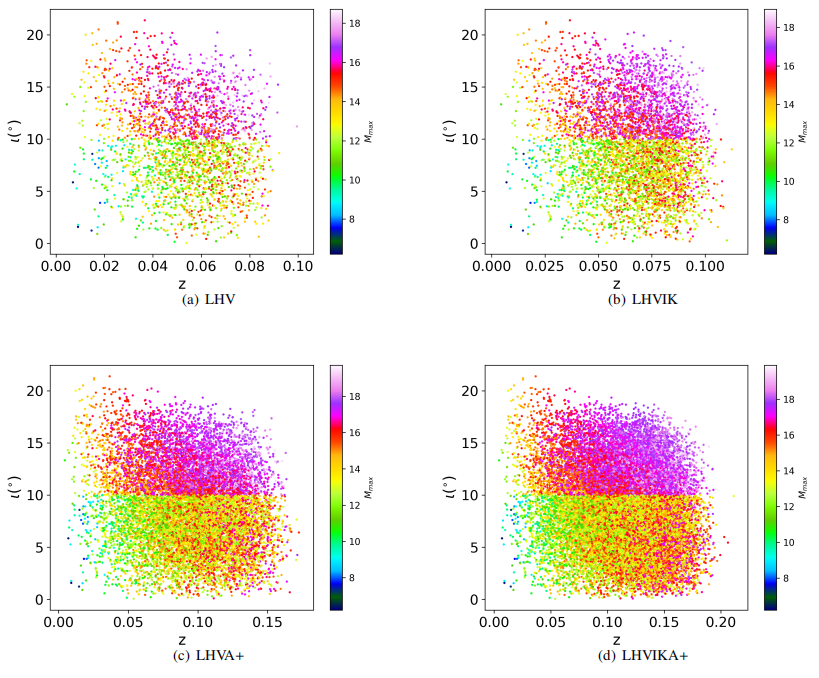 20
15
10
5
0
ι(°)
0.00 0.02 0.04 0.06 0.08 0.10
z
18
16
14
12
10
8
M_max
(a) LHV
20
15
10
5
0
ι(°)
0.000 0.025 0.050 0.075 0.100
z
18
16
14
12
10
8
M_max
(b) LHVIK
20
15
10
5
0
ι(°)
0.00 0.05 0.10 0.15
z
18
16
14
12
10
8
M_max
(c) LHVA+
20
15
10
5
0
ι(°)
0.00 0.05 0.10 0.15 0.20
z
18
16
14
12
10
8
M_max
(d) LHVIKA+